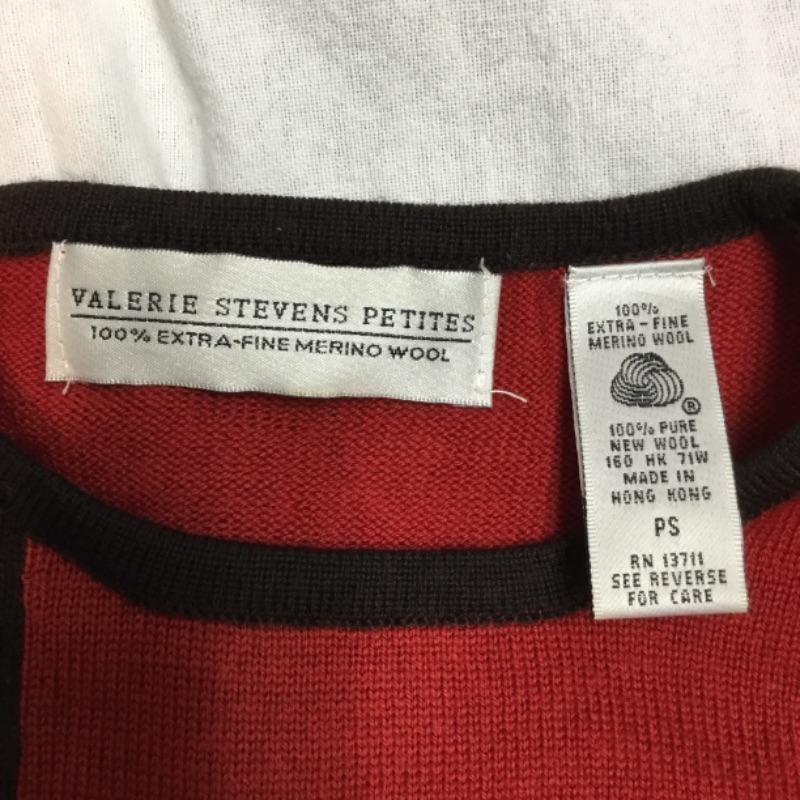 VALERIE STEVENS PETITES
100% EXTRA-FINE MERINO WOOL
100%
EXTRA-FINE
MERINO WOOL
®
100% PURE
NEW WOOL
160 HK 71W
MADE IN
HONG KONG
PS
RN 13711
SEE REVERSE
FOR CARE